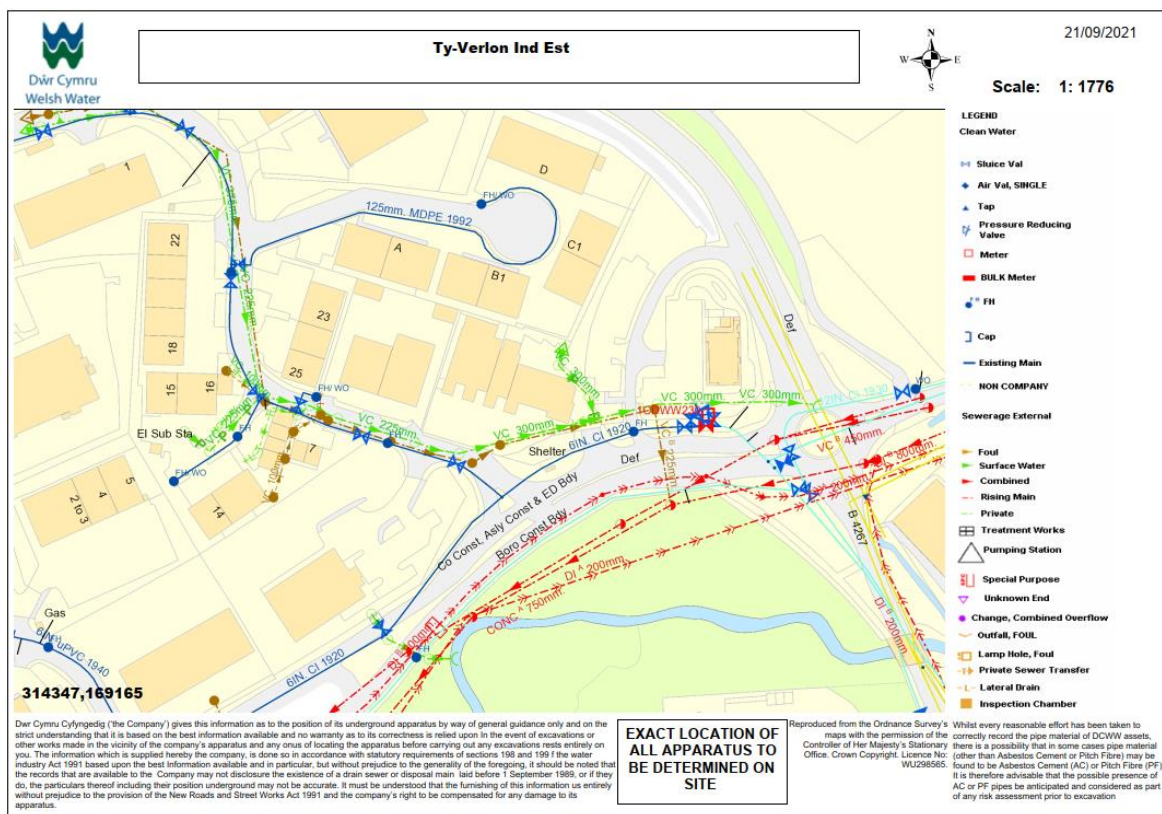 Dŵr Cymru
Welsh Water
Ty-Verlon Ind Est
N
W
E
S
21/09/2021
Scale: 1: 1776
LEGEND
Clean Water
Sluice Val
Air Val, SINGLE
Tap
Pressure Reducing
Valve
Meter
BULK Meter
FH
Cap
Existing Main
NON COMPANY
Sewerage External
Foul
Surface Water
Combined
Rising Main
Private
Treatment Works
Pumping Station
Special Purpose
Unknown End
Change, Combined Overflow
Outfall, FOUL
Lamp Hole, Foul
Private Sewer Transfer
Lateral Drain
Inspection Chamber
1
D
FH/WO
125mm. MDPE 1992
22
A
C1
B1
Def
23
18
25
15
16
FH/WO
VC 225mm.
VC 300mm.
VC 300mm.
VC 300mm.
VC 300mm.
El Sub Sta
FH
FH
FH
7
6IN. CI 1920
Shelter
Def
VC 225mm.
VC 450mm.
WO
FH/WO
VC 100mm.
5
4
2 to 3
14
Co Const, Asly Const & ED Bdy
Boro Const Bdy
B 4267
DI 200mm.
CONC 750mm.
DI 200mm.
Gas
FH
uPVC 1940
FH
6IN. CI 1920
314347,169165
Dwr Cymru Cyfyngedig ('the Company') gives this information as to the position of its underground apparatus by way of general guidance only and on the
strict understanding that it is based on the best information available and no warranty as to its correctness is relied upon In the event of excavations or
other works made in the vicinity of the company's apparatus and any onus of locating the apparatus before carrying out any excavations rests entirely on
you. The information which is supplied hereby the company, is done so in accordance with statutory requirements of sections 198 and 199 f the water
industry Act 1991 based upon the best Information available and in particular, but without prejudice to the generality of the foregoing, it should be noted that
the records that are available to the Company may not disclose the existence of a drain sewer or disposal main laid before 1 September 1989, or if they
do, the particulars thereof including their position underground may not be accurate. It must be understood that the furnishing of this information us entirely
without prejudice to the provision of the New Roads and Street Works Act 1991 and the company's right to be compensated for any damage to its
apparatus.
EXACT LOCATION OF
ALL APPARATUS TO
BE DETERMINED ON
SITE
Reproduced from the Ordnance Survey's
maps with the permission of the
Controller of Her Majesty's Stationary
Office. Crown Copyright. Licence No:
WU298565.
Whilst every reasonable effort has been taken to
correctly record the pipe material of DCWW assets,
there is a possibility that in some cases pipe material
(other than Asbestos Cement or Pitch Fibre) may be
found to be Asbestos Cement (AC) or Pitch Fibre (PF)
It is therefore advisable that the possible presence of
AC or PF pipes be anticipated and considered as part
of any risk assessment prior to excavation